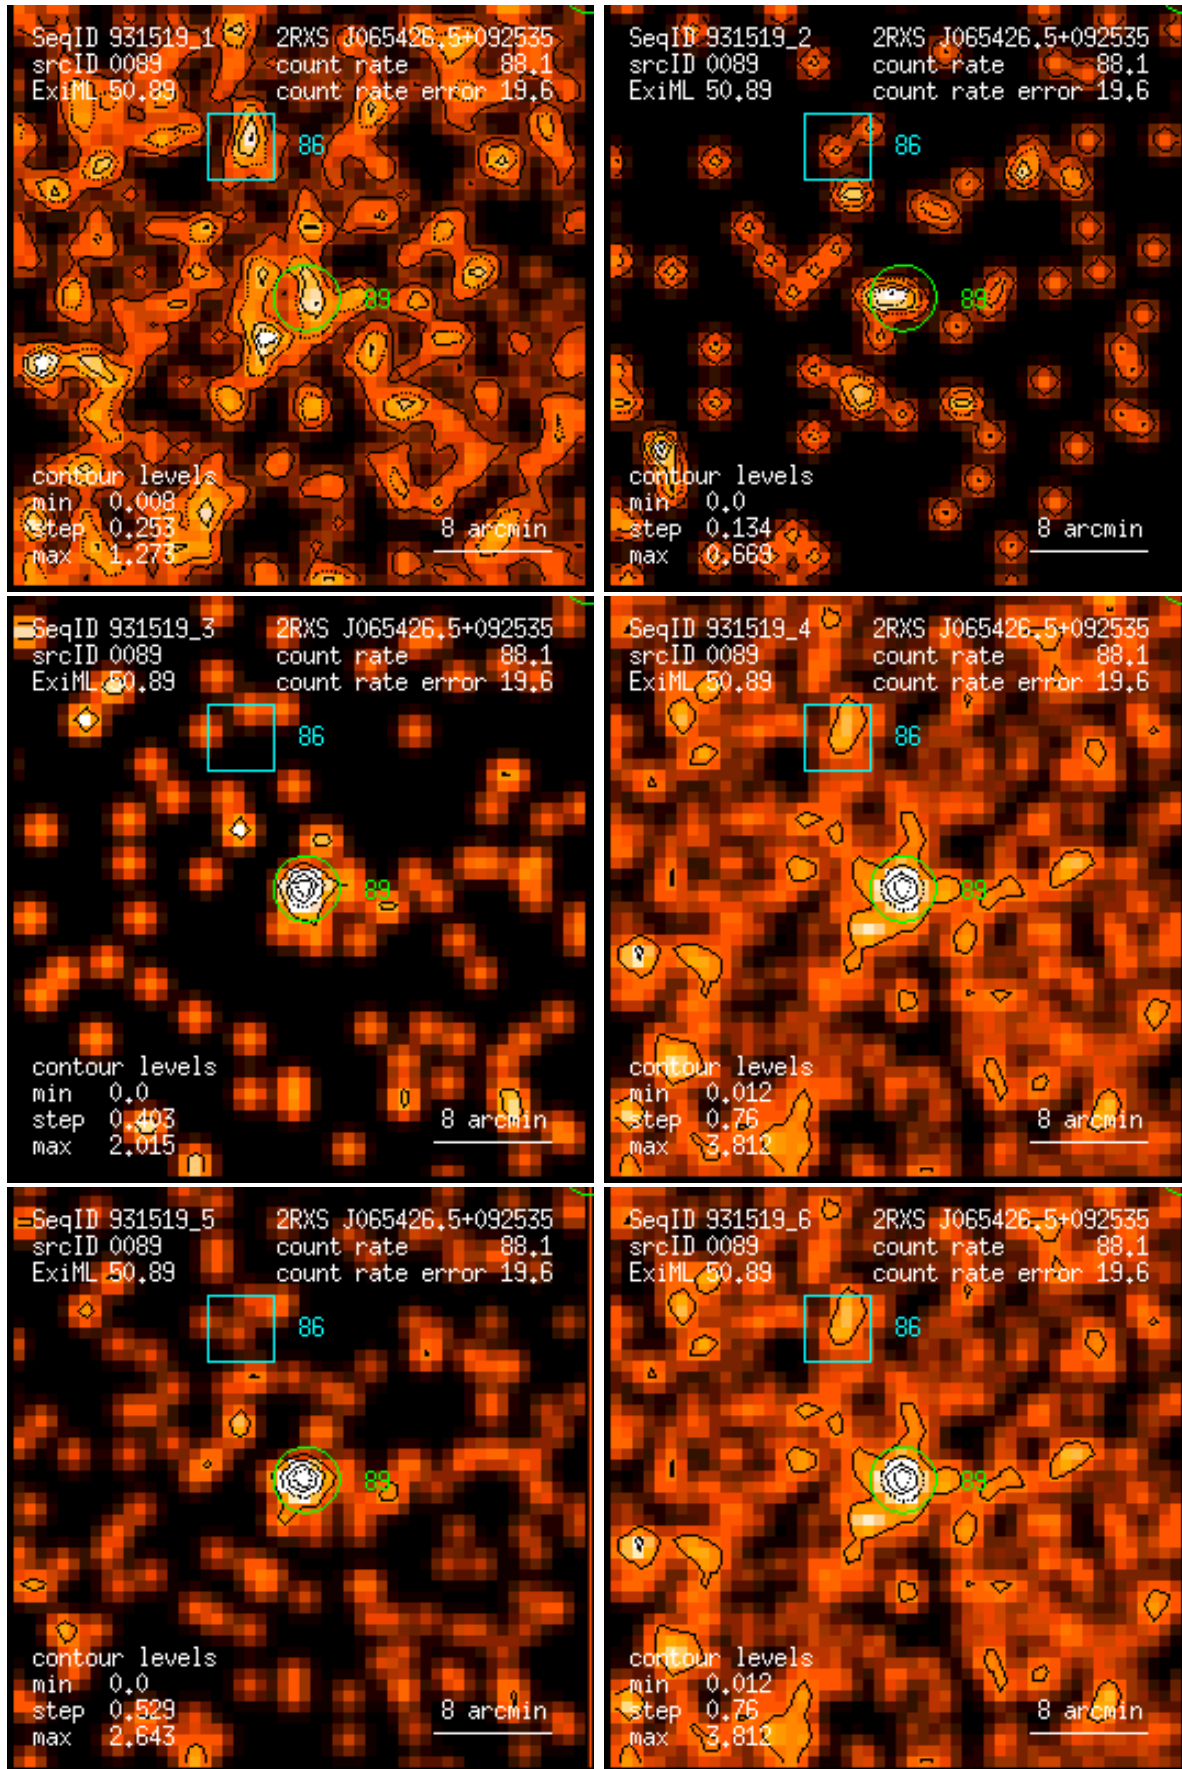 SeqID 931519_1 2RXS J065426.5+092535
srcID 0089 count rate 88.1
ExiML 50.89 count rate error 19.6
86
89
contour levels
min 0.008
step 0.253 8 arcmin
max 1.273
SeqID 931519_2 2RXS J065426.5+092535
srcID 0089 count rate 88.1
ExiML 50.89 count rate error 19.6
86
89
contour levels
min 0.0
step 0.134 8 arcmin
max 0.669
SeqID 931519_3 2RXS J065426.5+092535
srcID 0089 count rate 88.1
ExiML 50.89 count rate error 19.6
86
89
contour levels
min 0.0
step 0.403 8 arcmin
max 2.015
SeqID 931519_4 2RXS J065426.5+092535
srcID 0089 count rate 88.1
ExiML 50.89 count rate error 19.6
86
89
contour levels
min 0.012
step 0.76 8 arcmin
max 3.812
SeqID 931519_5 2RXS J065426.5+092535
srcID 0089 count rate 88.1
ExiML 50.89 count rate error 19.6
86
89
contour levels
min 0.0
step 0.529 8 arcmin
max 2.643
SeqID 931519_6 2RXS J065426.5+092535
srcID 0089 count rate 88.1
ExiML 50.89 count rate error 19.6
86
89
contour levels
min 0.012
step 0.76 8 arcmin
max 3.812